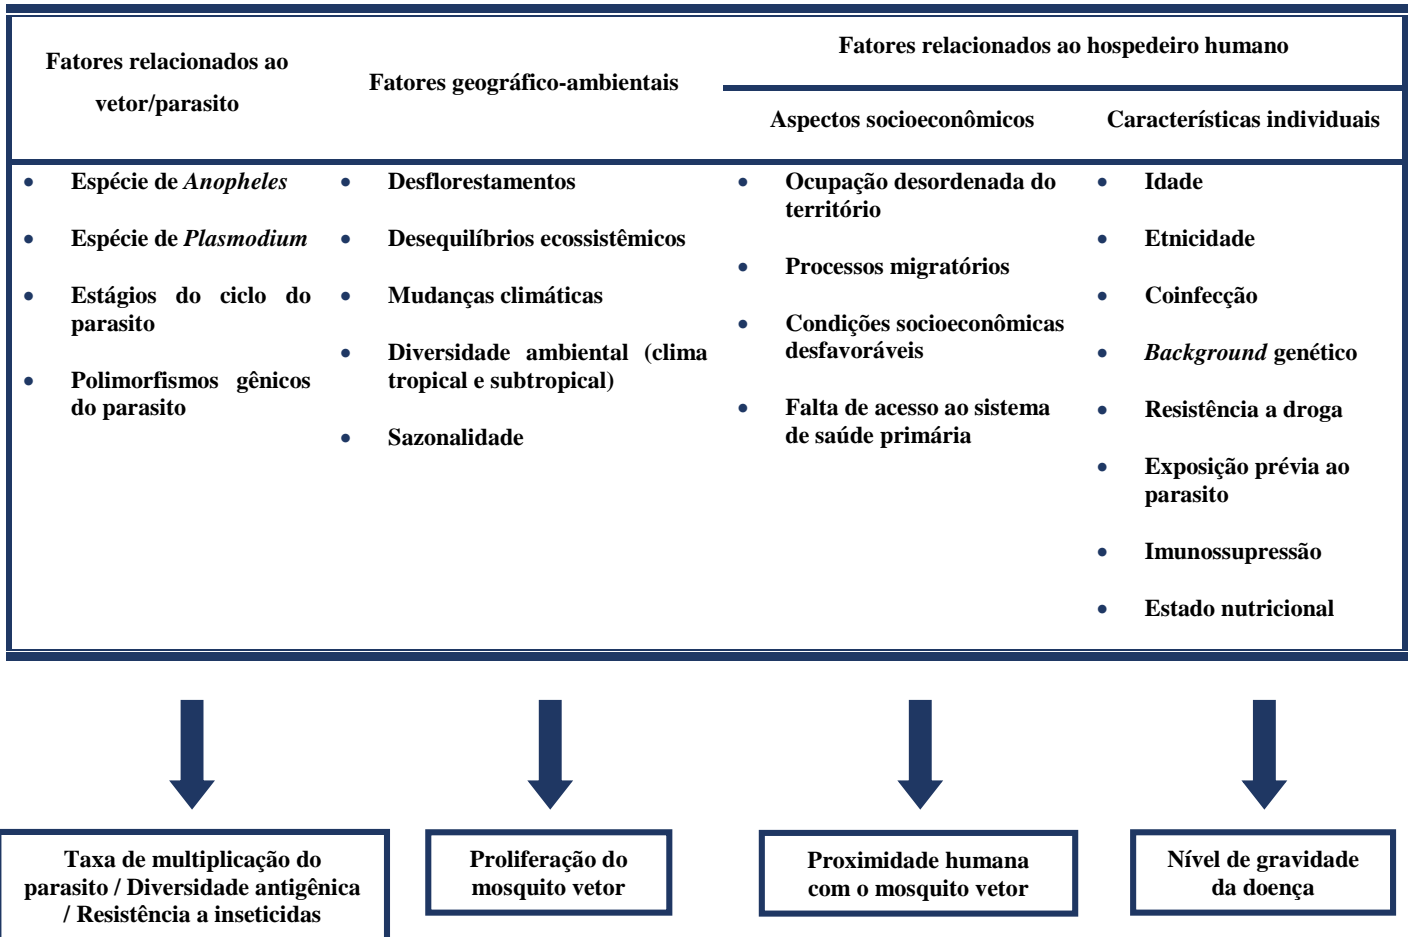 Fatores relacionados ao
vetor/parasito
Fatores geográfico-ambientais
Fatores relacionados ao hospedeiro humano
Aspectos socioeconômicos
Características individuais
• Espécie de Anopheles
• Espécie de Plasmodium
• Estágios do ciclo do
parasito
• Polimorfismos gênicos
do parasito
• Desflorestamentos
• Desequilíbrios ecossistêmicos
• Mudanças climáticas
• Diversidade ambiental (clima
tropical e subtropical)
• Sazonalidade
• Ocupação desordenada do
território
• Processos migratórios
• Condições socioeconômicas
desfavoráveis
• Falta de acesso ao sistema
de saúde primária
• Idade
• Etnicidade
• Coinfecção
• Background genético
• Resistência a droga
• Exposição prévia ao
parasito
• Imunossupressão
• Estado nutricional
Taxa de multiplicação do
parasito / Diversidade antigênica
/ Resistência a inseticidas
Proliferação do
mosquito vetor
Proximidade humana
com o mosquito vetor
Nível de gravidade
da doença